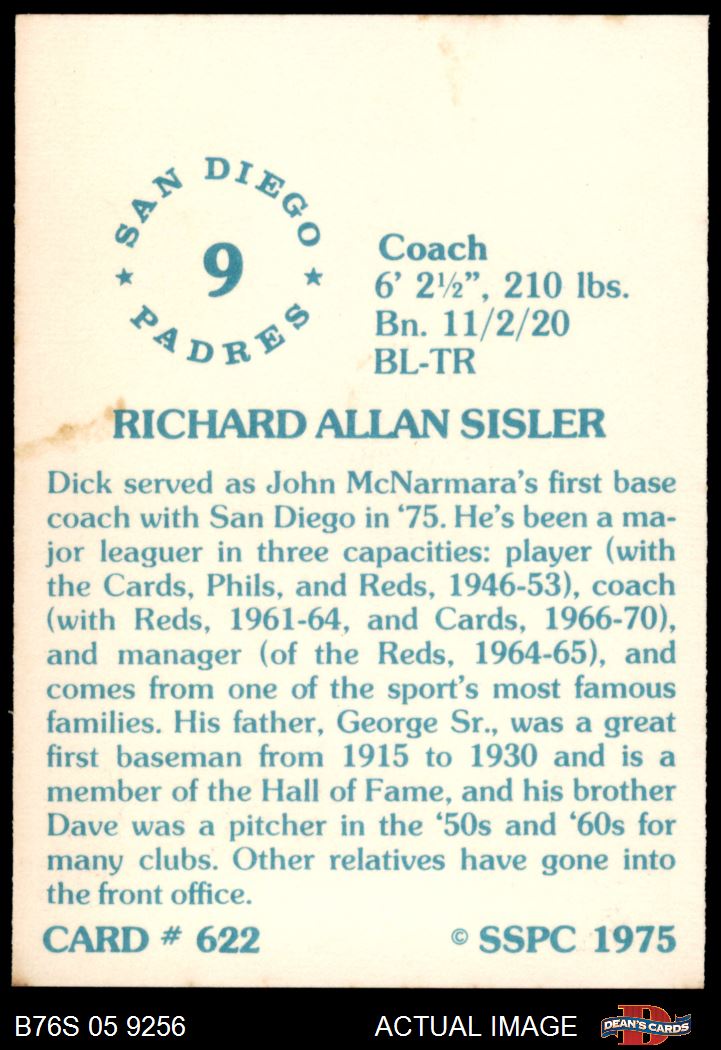 SAN DIEGO
9
PADRES
Coach
6' 2½", 210 lbs.
Bn. 11/2/20
BL-TR
RICHARD ALLAN SISLER
Dick served as John McNarmara's first base
coach with San Diego in '75. He's been a ma-
jor leaguer in three capacities: player (with
the Cards, Phils, and Reds, 1946-53), coach
(with Reds, 1961-64, and Cards, 1966-70),
and manager (of the Reds, 1964-65), and
comes from one of the sport's most famous
families. His father, George Sr., was a great
first baseman from 1915 to 1930 and is a
member of the Hall of Fame, and his brother
Dave was a pitcher in the '50s and '60s for
many clubs. Other relatives have gone into
the front office.
CARD # 622 © SSPC 1975
B76S 05 9256 ACTUAL IMAGE D DEAN'S CARDS